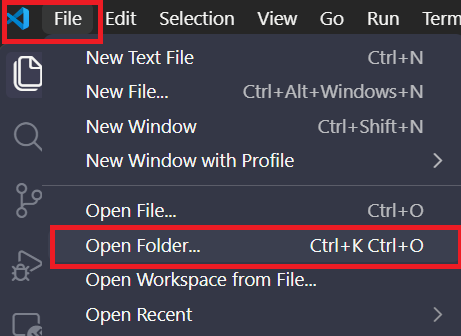 File Edit Selection View Go Run Term
New Text File Ctrl+N
New File... Ctrl+Alt+Windows+N
New Window Ctrl+Shift+N
New Window with Profile
Open File... Ctrl+O
Open Folder... Ctrl+K Ctrl+O
Open Workspace from File...
Open Recent